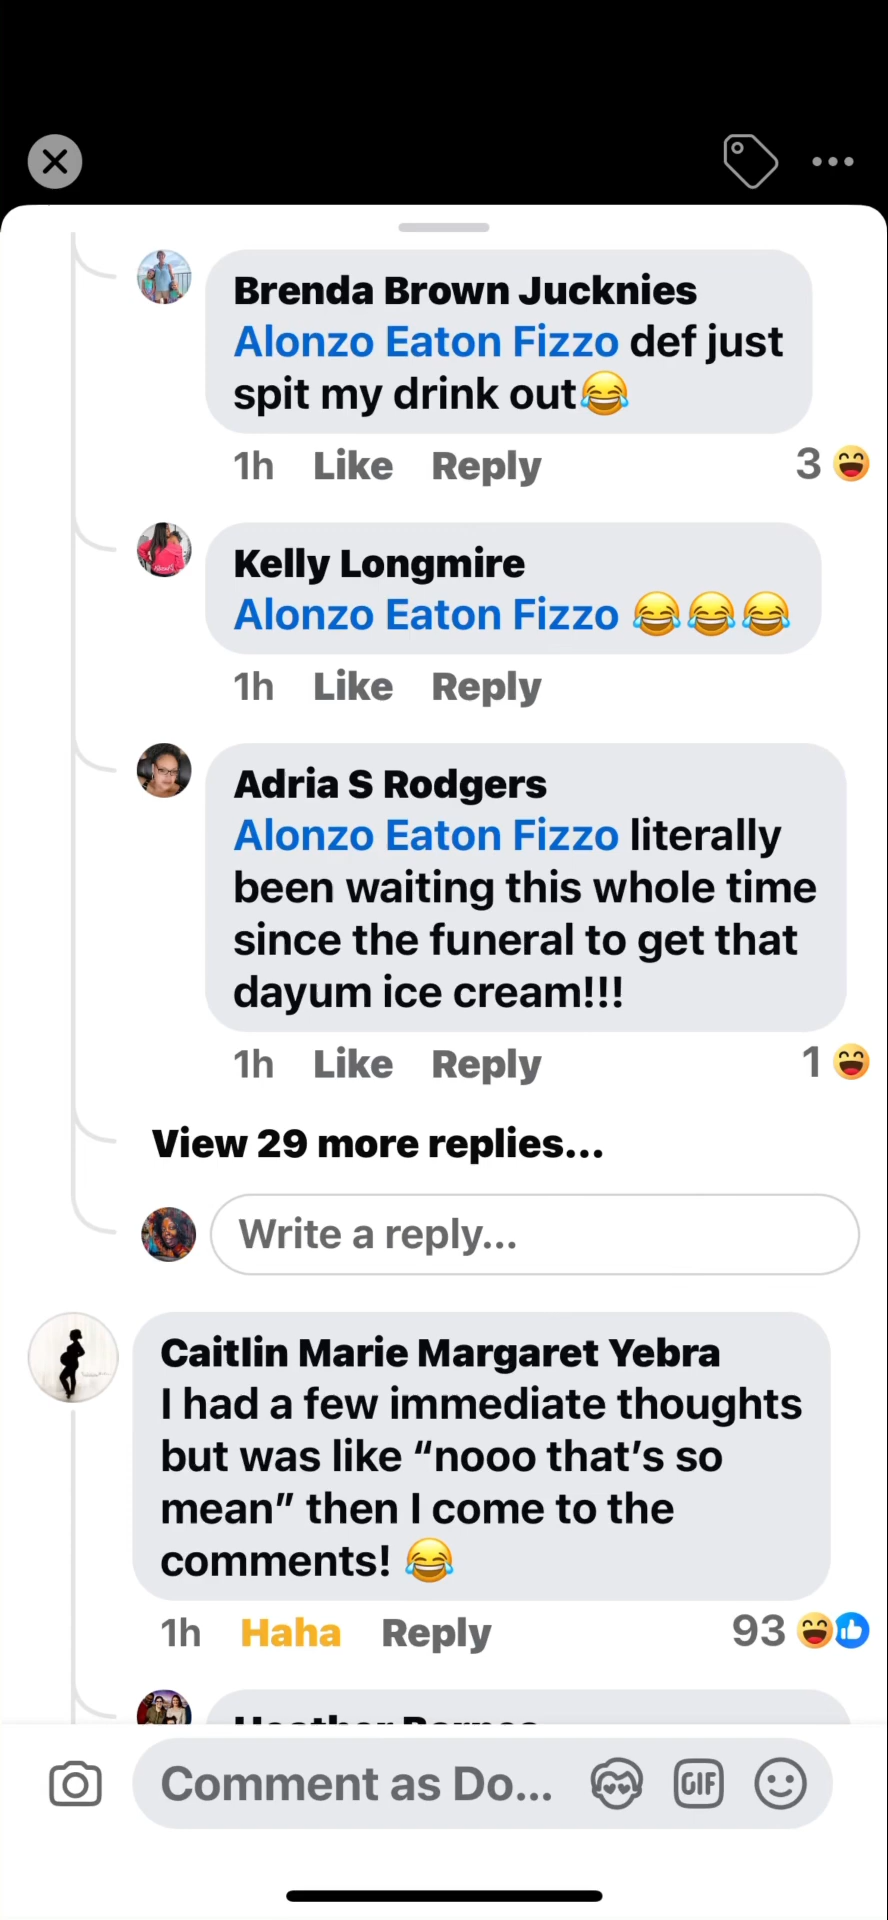 Brenda Brown Jucknies
Alonzo Eaton Fizzo def just
spit my drink out😂
1h Like Reply 3
Kelly Longmire
Alonzo Eaton Fizzo 😂😂😂
1h Like Reply
Adria S Rodgers
Alonzo Eaton Fizzo literally
been waiting this whole time
since the funeral to get that
dayum ice cream!!!
1h Like Reply 1
View 29 more replies...
Write a reply...
Caitlin Marie Margaret Yebra
I had a few immediate thoughts
but was like “nooo that’s so
mean” then I come to the
comments! 😂
1h Haha Reply 93
Heather Barnes
Comment as Do... GIF